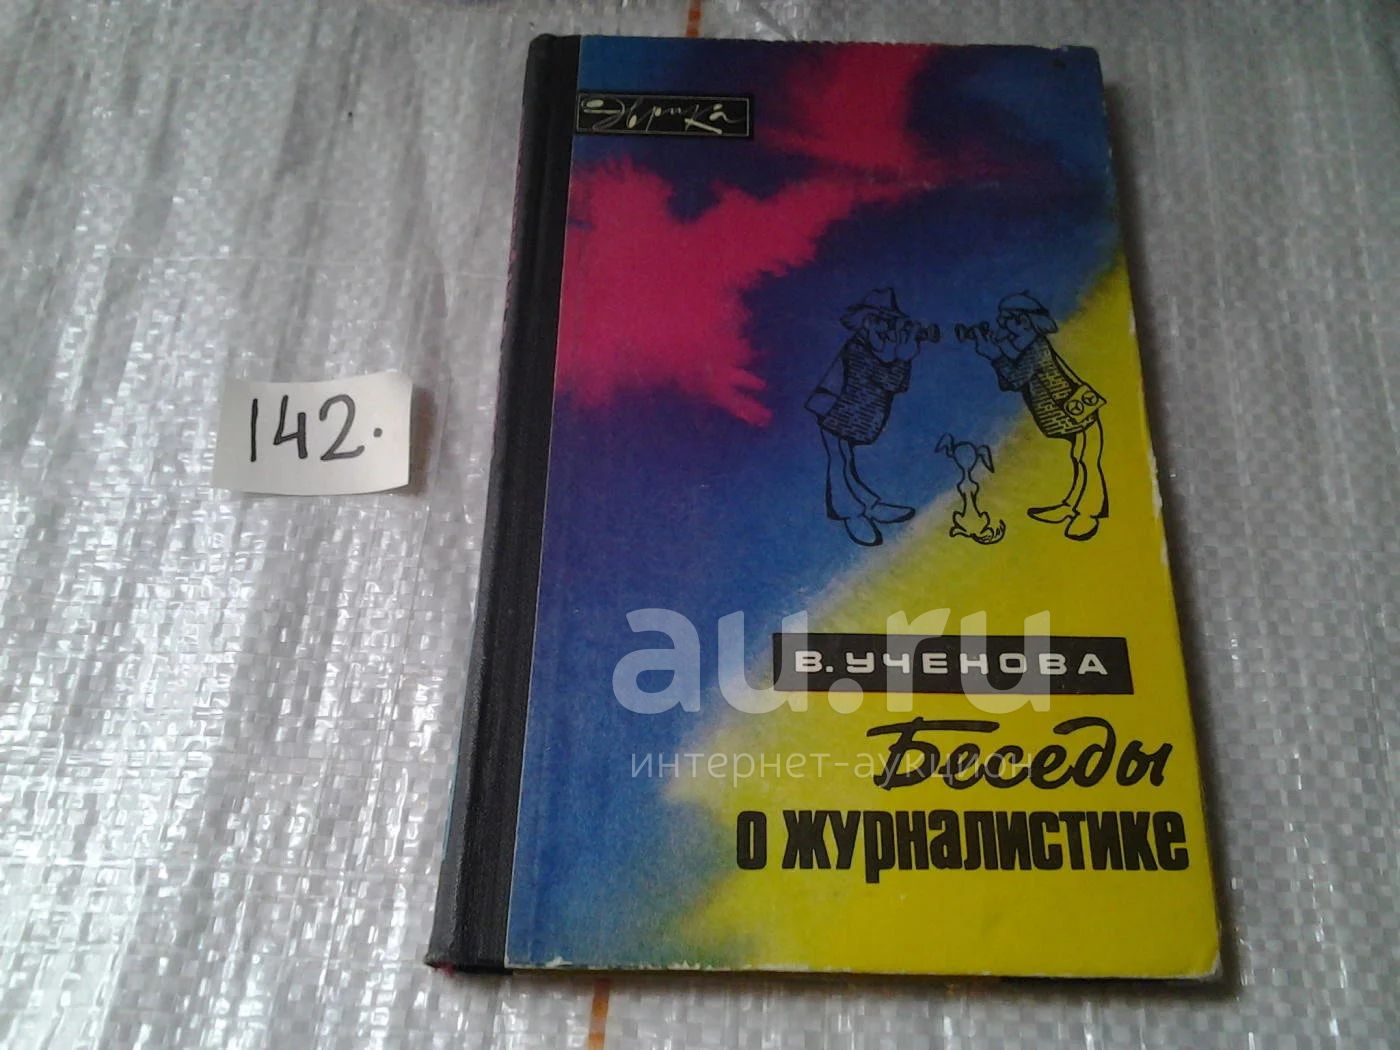 Эврика
142.
au.ru
В. УЧЕНОВА
интернет-аукцион
Беседы
о журналистике